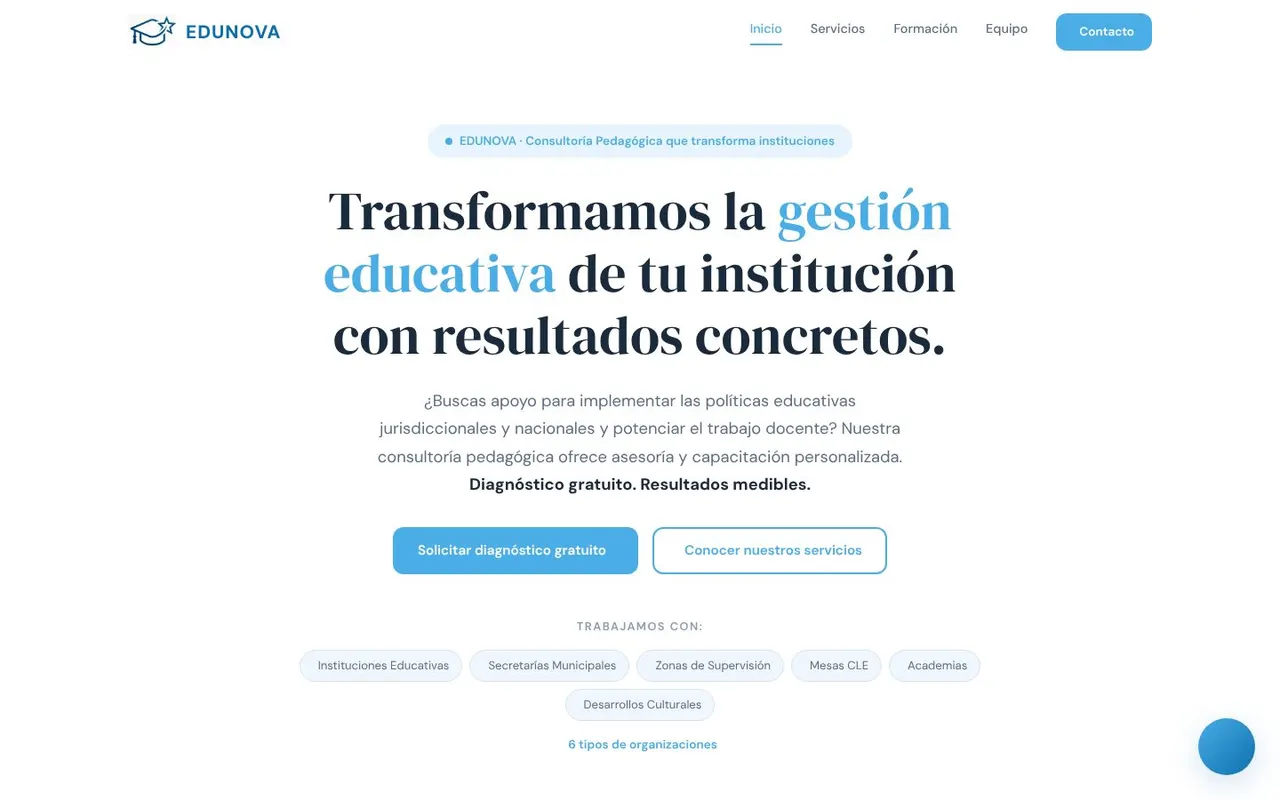 EDUNOVA
Inicio
Servicios
Formación
Equipo
Contacto
EDUNOVA · Consultoría Pedagógica que transforma instituciones
Transformamos la gestión
educativa de tu institución
con resultados concretos.
¿Buscas apoyo para implementar las políticas educativas
jurisdiccionales y nacionales y potenciar el trabajo docente? Nuestra
consultoría pedagógica ofrece asesoría y capacitación personalizada.
Diagnóstico gratuito. Resultados medibles.
Solicitar diagnóstico gratuito
Conocer nuestros servicios
TRABAJAMOS CON:
Instituciones Educativas
Secretarías Municipales
Zonas de Supervisión
Mesas CLE
Academias
Desarrollos Culturales
6 tipos de organizaciones